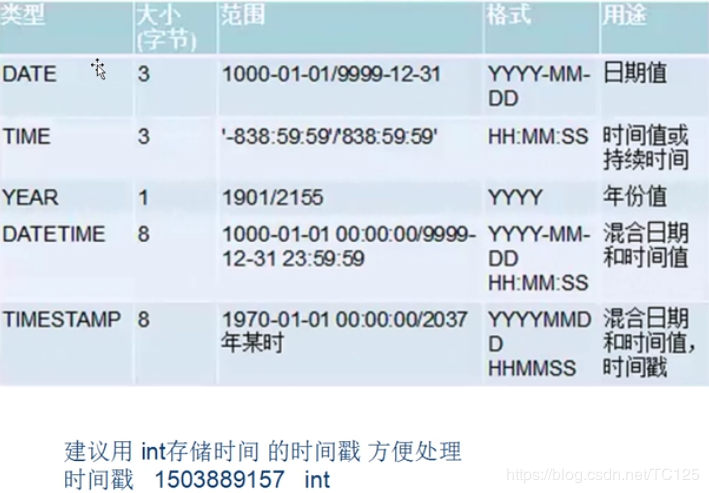 类型 大小 范围 格式 用途
(字节)
DATE 3 1000-01-01/9999-12-31 YYYY-MM- 日期值
DD
TIME 3 '-838:59:59'/'838:59:59' HH:MM:SS 时间值或
持续时间
YEAR 1 1901/2155 YYYY 年份值
DATETIME 8 1000-01-01 00:00:00/9999- YYYY-MM- 混合日期
12-31 23:59:59 DD 和时间值
HH:MM:SS
TIMESTAMP 8 1970-01-01 00:00:00/2037 YYYYMMD 混合日期
年某时 D 和时间值，
HHMMSS 时间戳
建议用 int存储时间 的时间戳 方便处理
时间戳 1503889157 int
https://blog.csdn.net/TC125